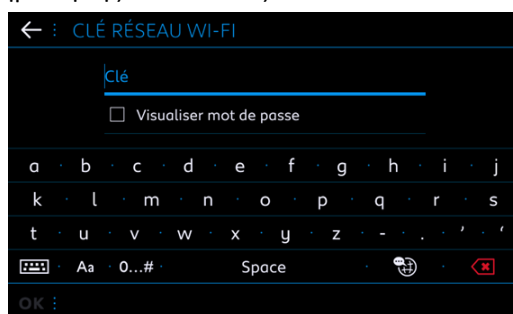 CLÉ RÉSEAU WI-FI
Clé
Visualiser mot de passe
a b c d e f g h i j
k l m n o p q r s
t u v w x y z - . ’ ‘
Aa 0...# Space
OK